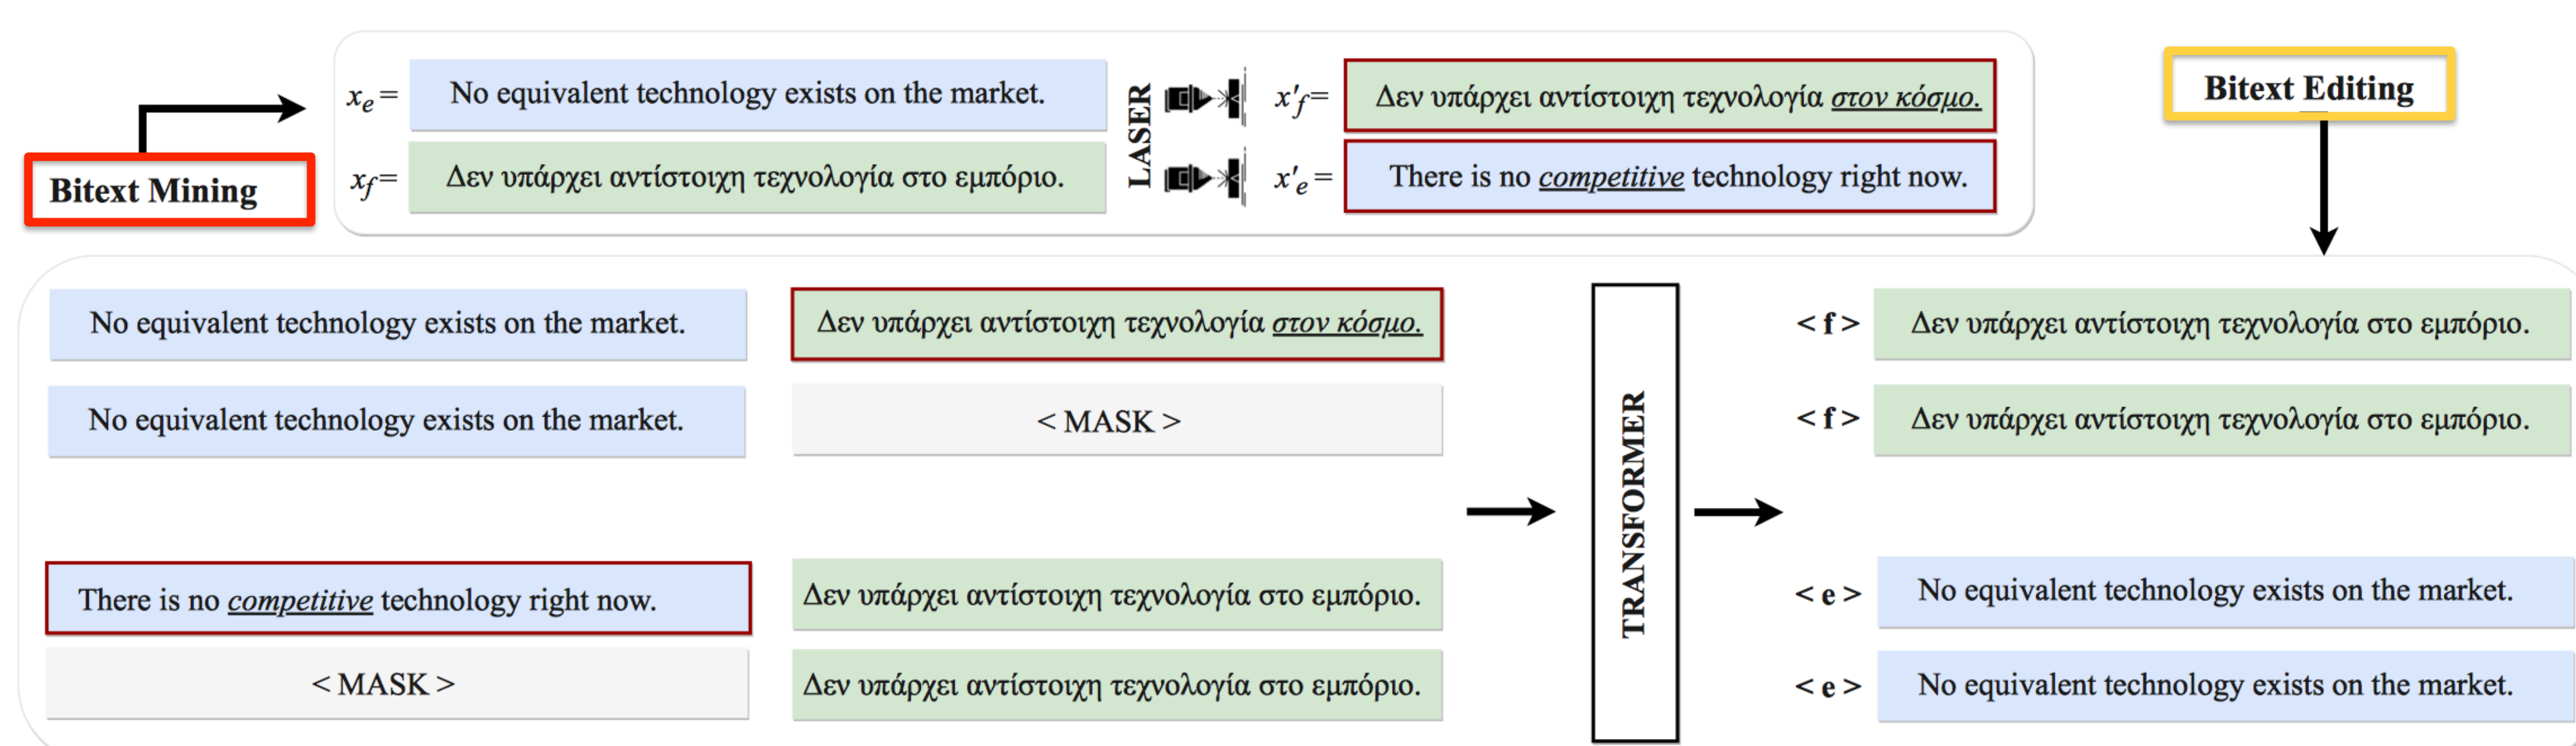 Bitext Mining
xe= No equivalent technology exists on the market.
xf= Δεν υπάρχει αντίστοιχη τεχνολογία στο εμπόριο.
LASER
x'f= Δεν υπάρχει αντίστοιχη τεχνολογία στον κόσμο.
x'e= There is no competitive technology right now.
Bitext Editing
No equivalent technology exists on the market. Δεν υπάρχει αντίστοιχη τεχνολογία στον κόσμο.
No equivalent technology exists on the market. < MASK >
There is no competitive technology right now. Δεν υπάρχει αντίστοιχη τεχνολογία στο εμπόριο.
< MASK > Δεν υπάρχει αντίστοιχη τεχνολογία στο εμπόριο.
TRANSFORMER
< f > Δεν υπάρχει αντίστοιχη τεχνολογία στο εμπόριο.
< f > Δεν υπάρχει αντίστοιχη τεχνολογία στο εμπόριο.
< e > No equivalent technology exists on the market.
< e > No equivalent technology exists on the market.